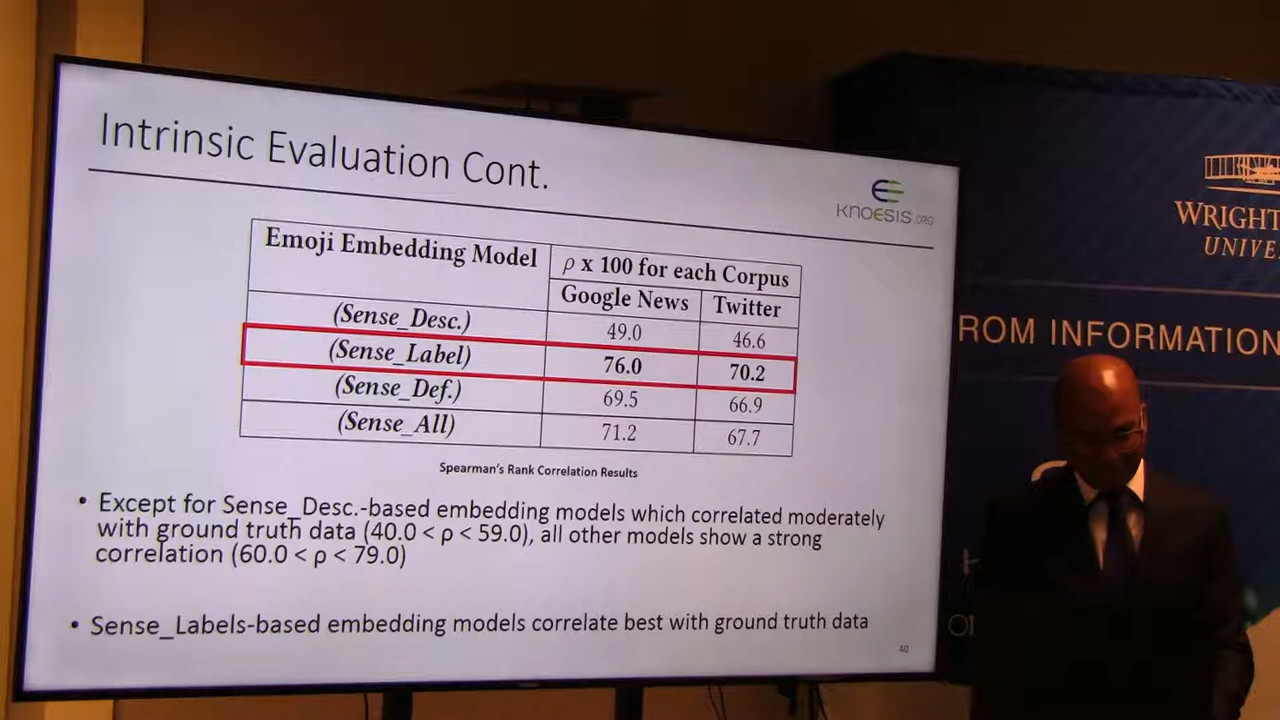 Intrinsic Evaluation Cont.
KNOESIS.ORG
Emoji Embedding Model
ρ x 100 for each Corpus
Google News Twitter
(Sense_Desc.) 49.0 46.6
(Sense_Label) 76.0 70.2
(Sense_Def.) 69.5 66.9
(Sense_All) 71.2 67.7
Spearman's Rank Correlation Results
• Except for Sense_Desc.-based embedding models which correlated moderately
with ground truth data (40.0 < ρ < 59.0), all other models show a strong
correlation (60.0 < ρ < 79.0)
• Sense_Labels-based embedding models correlate best with ground truth data
40
WRIGHT
UNIVE
ROM INFORMATION